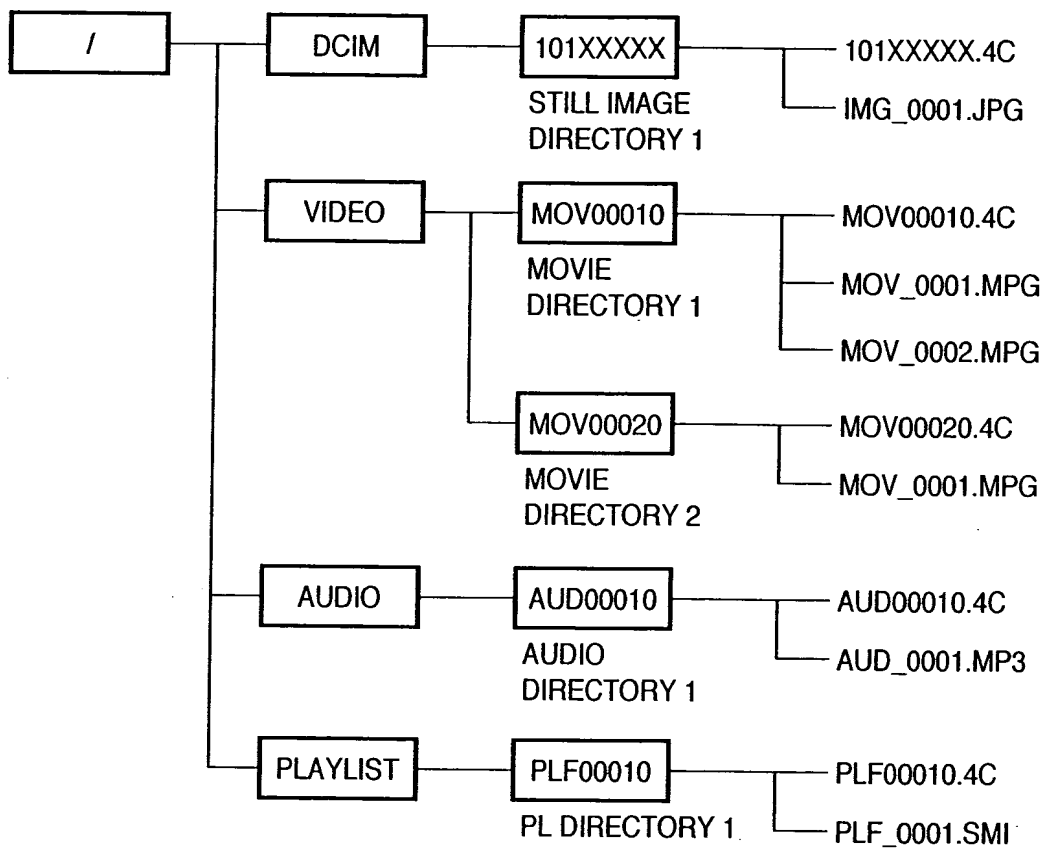 /
DCIM
101XXXXX
101XXXXX.4C
STILL IMAGE
DIRECTORY 1
IMG_0001.JPG
VIDEO
MOV00010
MOV00010.4C
MOVIE
DIRECTORY 1
MOV_0001.MPG
MOV_0002.MPG
MOV00020
MOV00020.4C
MOVIE
DIRECTORY 2
MOV_0001.MPG
AUDIO
AUD00010
AUD00010.4C
AUDIO
DIRECTORY 1
AUD_0001.MP3
PLAYLIST
PLF00010
PLF00010.4C
PL DIRECTORY 1
PLF_0001.SMI